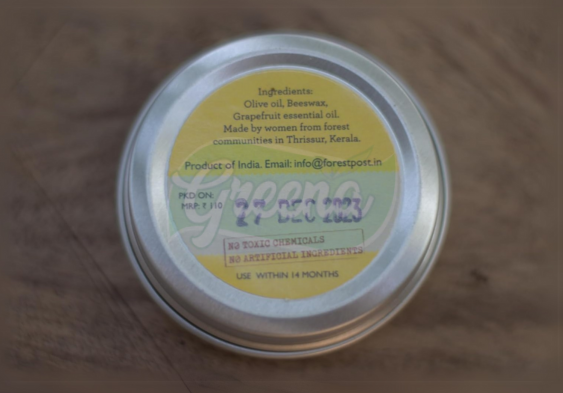 Ingredients:
Olive oil, Beeswax,
Grapefruit essential oil.
Made by women from forest
communities in Thrissur, Kerala.
Product of India. Email: info@forestpost.in
Greeno
PKD ON:
MRP: ₹ 110
27 DEC 2023
NO TOXIC CHEMICALS
NO ARTIFICIAL INGREDIENTS
USE WITHIN 14 MONTHS